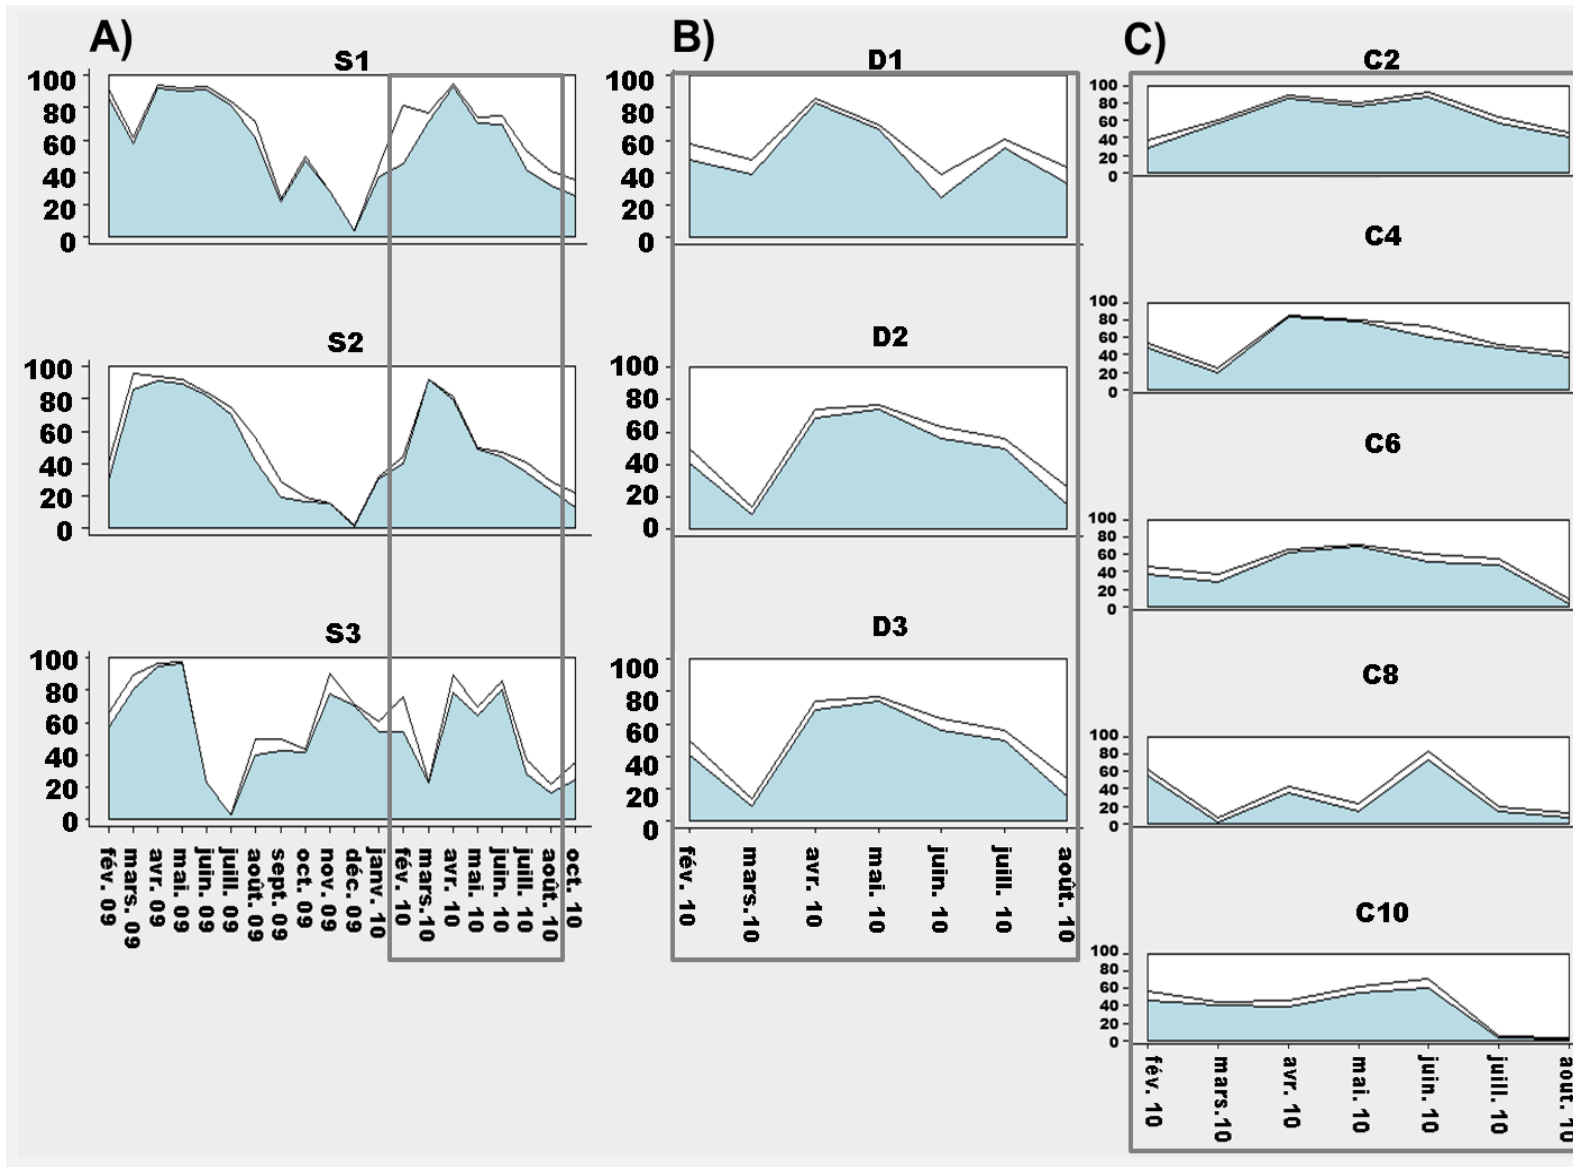 A)
S1
100
80
60
40
20
0
S2
100
80
60
40
20
0
S3
100
80
60
40
20
0
fév. 09
mars. 09
avr. 09
mai. 09
juin. 09
juill. 09
août. 09
sept. 09
oct. 09
nov. 09
déc. 09
janv. 10
fév. 10
mars.10
avr. 10
mai. 10
juin. 10
juill. 10
août. 10
oct. 10
B)
D1
100
80
60
40
20
0
D2
100
80
60
40
20
0
D3
100
80
60
40
20
0
fév. 10
mars.10
avr. 10
mai. 10
juin. 10
juill. 10
août. 10
C)
C2
100
80
60
40
20
0
C4
100
80
60
40
20
0
C6
100
80
60
40
20
0
C8
100
80
60
40
20
0
C10
100
80
60
40
20
0
fév. 10
mars.10
avr. 10
mai. 10
juin. 10
juill. 10
aout. 10